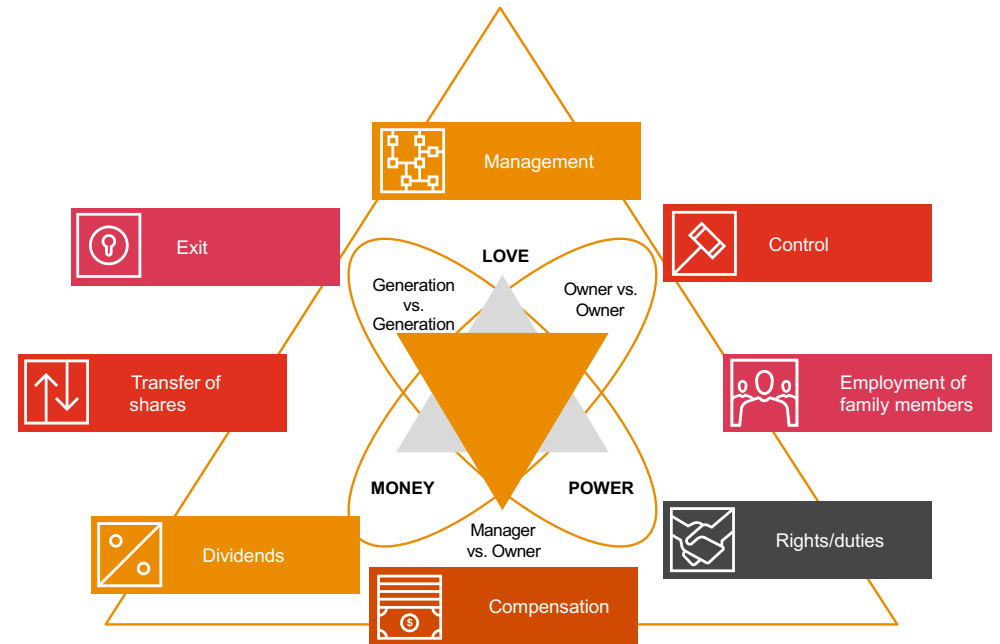 Management
Exit
Control
LOVE
Generation
vs.
Generation
Owner vs.
Owner
Transfer of
shares
Employment of
family members
MONEY
POWER
Manager
vs. Owner
Dividends
Rights/duties
Compensation
$